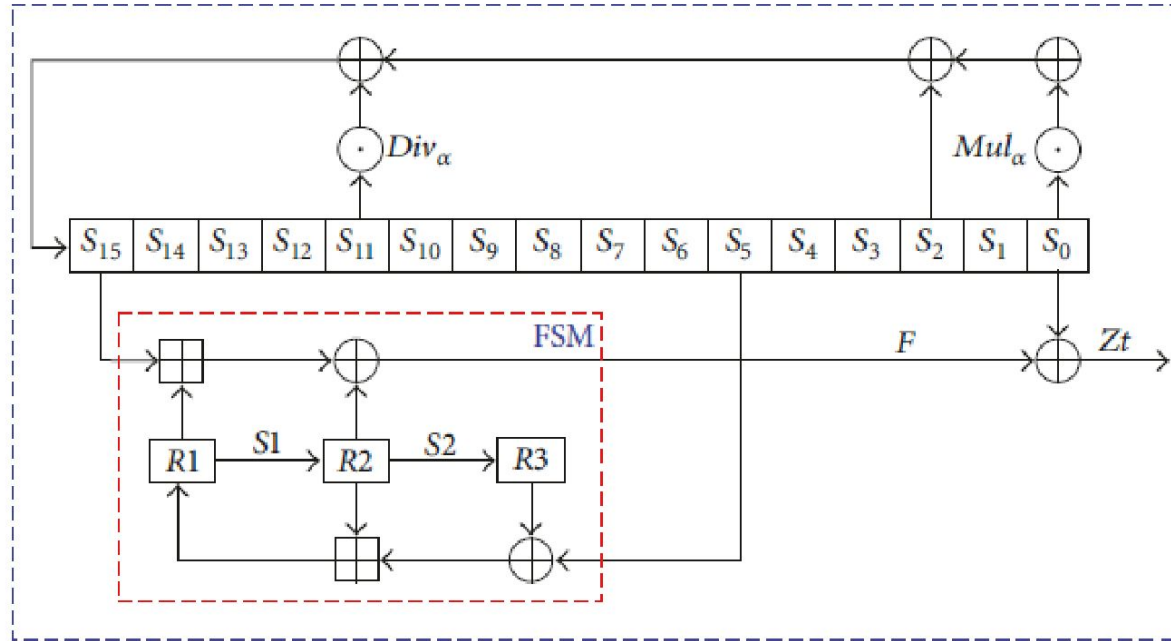 Div_α Mul_α
S_15 S_14 S_13 S_12 S_11 S_10 S_9 S_8 S_7 S_6 S_5 S_4 S_3 S_2 S_1 S_0
FSM F Zt
S1 S2
R1 R2 R3